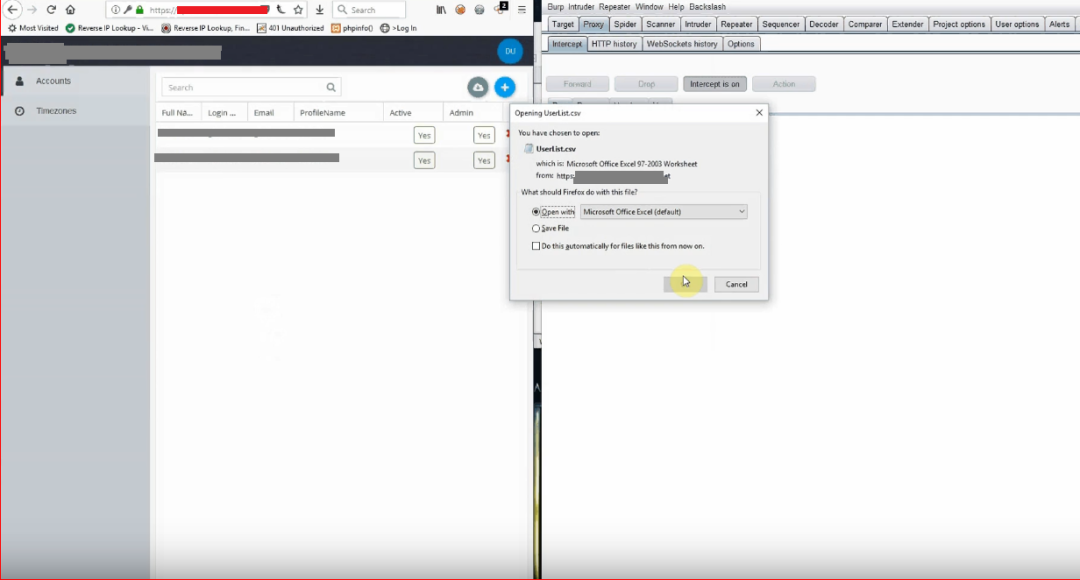 https://
Search
2
Most Visited
Reverse IP Lookup - Vi...
Reverse IP Lookup, Fin...
401 Unauthorized
phpinfo()
>Log In
DU
Accounts
Timezones
Search
Full Na... Login ... Email ProfileName Active Admin
Yes Yes
Yes Yes
Burp Intruder Repeater Window Help Backslash
Target Proxy Spider Scanner Intruder Repeater Sequencer Decoder Comparer Extender Project options User options Alerts
Intercept HTTP history WebSockets history Options
Forward Drop Intercept is on Action
Opening UserList.csv
You have chosen to open:
UserList.csv
which is: Microsoft Office Excel 97-2003 Worksheet
from: https:
What should Firefox do with this file?
Open with Microsoft Office Excel (default)
Save File
Do this automatically for files like this from now on.
Cancel